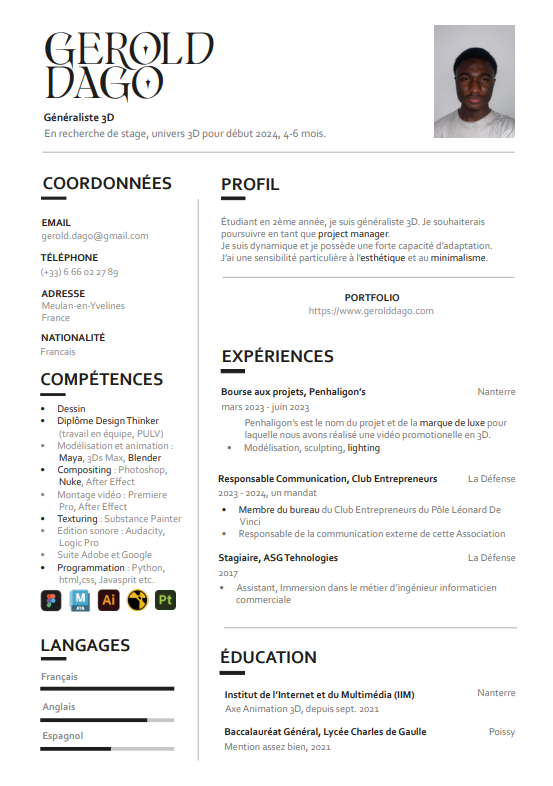 GEROLD
DAGO
Généraliste 3D
En recherche de stage, univers 3D pour début 2024, 4-6 mois.
COORDONNÉES
EMAIL
gerold.dago@gmail.com
TÉLÉPHONE
(+33) 6 66 02 27 89
ADRESSE
Meulan-en-Yvelines
France
NATIONALITÉ
Francais
COMPÉTENCES
• Dessin
• Diplôme Design Thinker
(travail en équipe, PULV)
• Modélisation et animation :
Maya, 3Ds Max, Blender
• Compositing : Photoshop,
Nuke, After Effect
• Montage vidéo : Premiere
Pro, After Effect
• Texturing : Substance Painter
• Edition sonore : Audacity,
Logic Pro
• Suite Adobe et Google
• Programmation : Python,
html,css, Javasprit etc.
M
Ai
Pt
LANGAGES
Français
Anglais
Espagnol
PROFIL
Étudiant en 2ème année, je suis généraliste 3D. Je souhaiterais
poursuivre en tant que project manager.
Je suis dynamique et je possède une forte capacité d'adaptation.
J'ai une sensibilité particulière à l'esthétique et au minimalisme.
PORTFOLIO
https://www.gerolddago.com
EXPÉRIENCES
Bourse aux projets, Penhaligon's Nanterre
mars 2023 - juin 2023
Penhaligon's est le nom du projet et de la marque de luxe pour
laquelle nous avons réalisé une vidéo promotionelle en 3D.
• Modélisation, sculpting, lighting
Responsable Communication, Club Entrepreneurs La Défense
2023 - 2024, un mandat
• Membre du bureau du Club Entrepreneurs du Pôle Léonard De
Vinci
• Responsable de la communication externe de cette Association
Stagiaire, ASG Tehnologies La Défense
2017
• Assistant, Immersion dans le métier d'ingénieur informaticien
commerciale
ÉDUCATION
Institut de l'Internet et du Multimédia (IIM) Nanterre
Axe Animation 3D, depuis sept. 2021
Baccalauréat Général, Lycée Charles de Gaulle Poissy
Mention assez bien, 2021